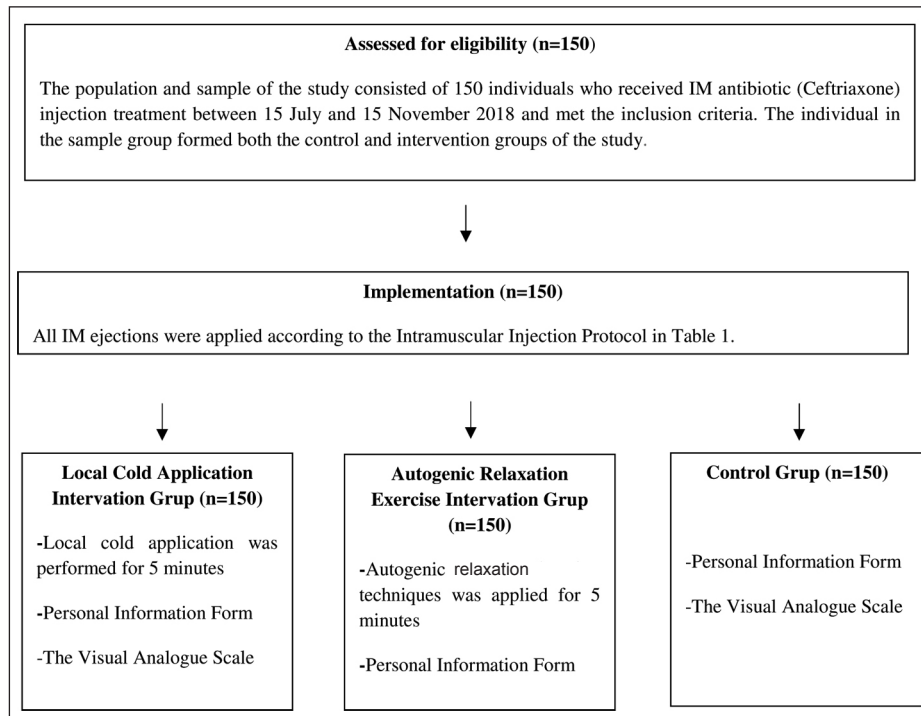 Assessed for eligibility (n=150)
The population and sample of the study consisted of 150 individuals who received IM antibiotic (Ceftriaxone)
injection treatment between 15 July and 15 November 2018 and met the inclusion criteria. The individual in
the sample group formed both the control and intervention groups of the study.
Implementation (n=150)
All IM ejections were applied according to the Intramuscular Injection Protocol in Table 1.
Local Cold Application
Intervation Grup (n=150)
-Local cold application was
performed for 5 minutes
-Personal Information Form
-The Visual Analogue Scale
Autogenic Relaxation
Exercise Intervation Grup
(n=150)
-Autogenic relaxation
techniques was applied for 5
minutes
-Personal Information Form
Control Grup (n=150)
-Personal Information Form
-The Visual Analogue Scale